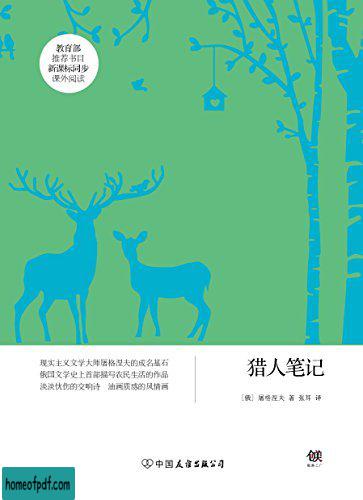 教育部
推荐书目
新课标同步
课外阅读
现实主义文学大师屠格涅夫的成名基石
俄国文学史上首部描写农民生活的作品
淡淡忧伤的交响诗 油画质感的风情画
猎人笔记
[俄] 屠格涅夫 著 张耳 译
中国友谊出版公司
homeofpdf.com